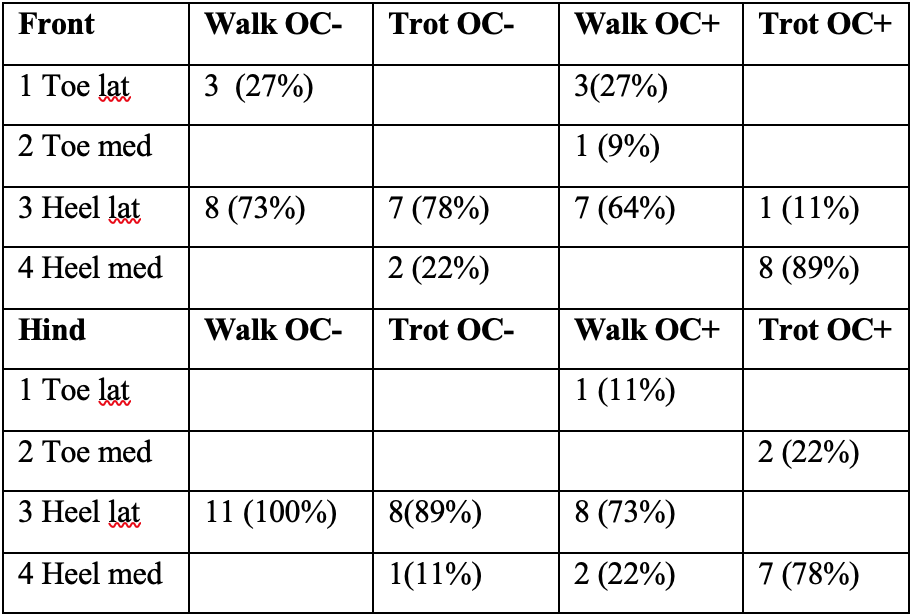 Front Walk OC- Trot OC- Walk OC+ Trot OC+
1 Toe lat 3 (27%) 3(27%)
2 Toe med 1 (9%)
3 Heel lat 8 (73%) 7 (78%) 7 (64%) 1 (11%)
4 Heel med 2 (22%) 8 (89%)
Hind Walk OC- Trot OC- Walk OC+ Trot OC+
1 Toe lat 1 (11%)
2 Toe med 2 (22%)
3 Heel lat 11 (100%) 8(89%) 8 (73%)
4 Heel med 1(11%) 2 (22%) 7 (78%)